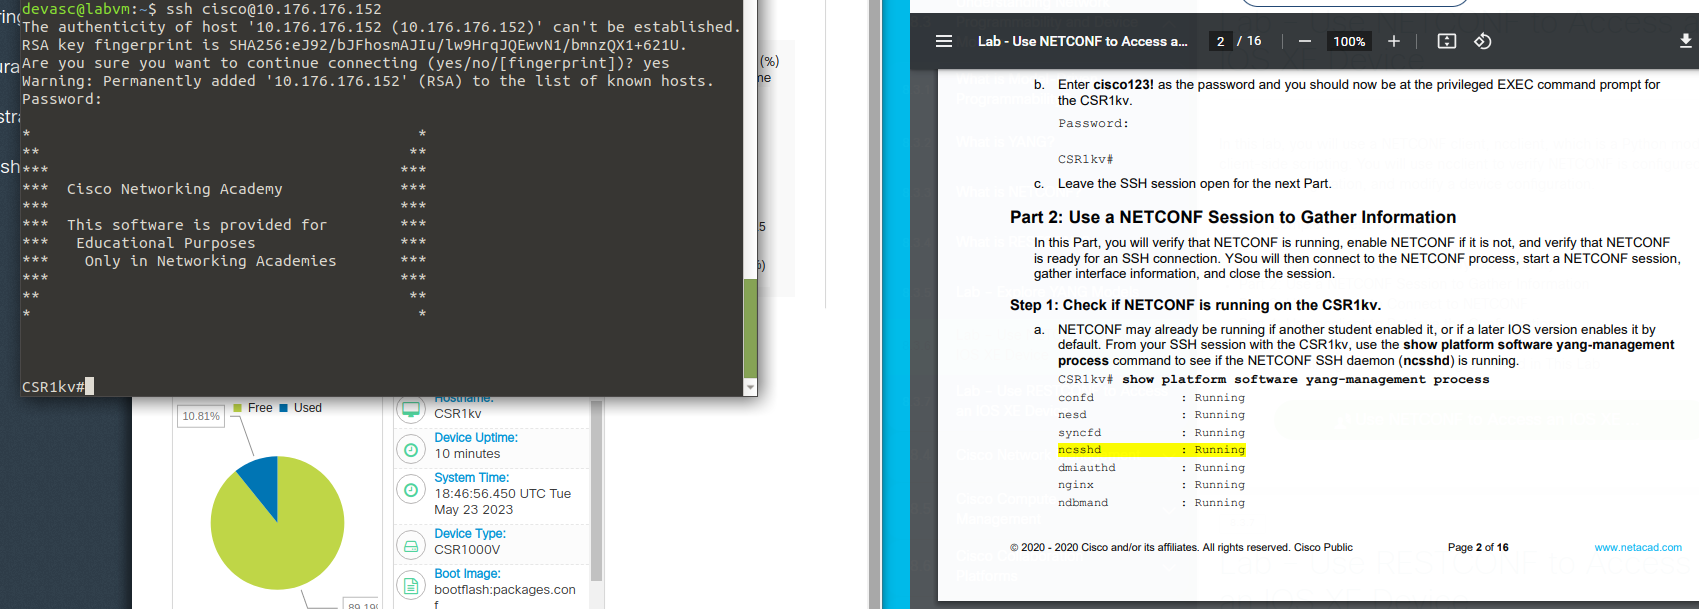 devasc@labvm:~$ ssh cisco@10.176.176.152
The authenticity of host '10.176.176.152 (10.176.176.152)' can't be established.
RSA key fingerprint is SHA256:eJ92/bJFhosmAJIu/lw9HrqJQEwvN1/bmnzQX1+621U.
Are you sure you want to continue connecting (yes/no/[fingerprint])? yes
Warning: Permanently added '10.176.176.152' (RSA) to the list of known hosts.
Password:
* *
** **
*** ***
*** Cisco Networking Academy ***
*** ***
*** This software is provided for ***
*** Educational Purposes ***
*** Only in Networking Academies ***
*** ***
** **
* *
CSR1kv#
(%)
10.81%
Free Used
89.19%
Hostname:
CSR1kv
Device Uptime:
10 minutes
System Time:
18:46:56.450 UTC Tue
May 23 2023
Device Type:
CSR1000V
Boot Image:
bootflash:packages.con
f
Lab - Use NETCONF to Access a...
2 / 16
100%
b. Enter cisco123! as the password and you should now be at the privileged EXEC command prompt for
the CSR1kv.
Password:
CSR1kv#
c. Leave the SSH session open for the next Part.
Part 2: Use a NETCONF Session to Gather Information
In this Part, you will verify that NETCONF is running, enable NETCONF if it is not, and verify that NETCONF
is ready for an SSH connection. YSou will then connect to the NETCONF process, start a NETCONF session,
gather interface information, and close the session.
Step 1: Check if NETCONF is running on the CSR1kv.
a. NETCONF may already be running if another student enabled it, or if a later IOS version enables it by
default. From your SSH session with the CSR1kv, use the show platform software yang-management
process command to see if the NETCONF SSH daemon (ncsshd) is running.
CSR1kv# show platform software yang-management process
confd : Running
nesd : Running
syncfd : Running
ncsshd : Running
dmiauthd : Running
nginx : Running
ndbmand : Running
© 2020 - 2020 Cisco and/or its affiliates. All rights reserved. Cisco Public
Page 2 of 16
www.netacad.com